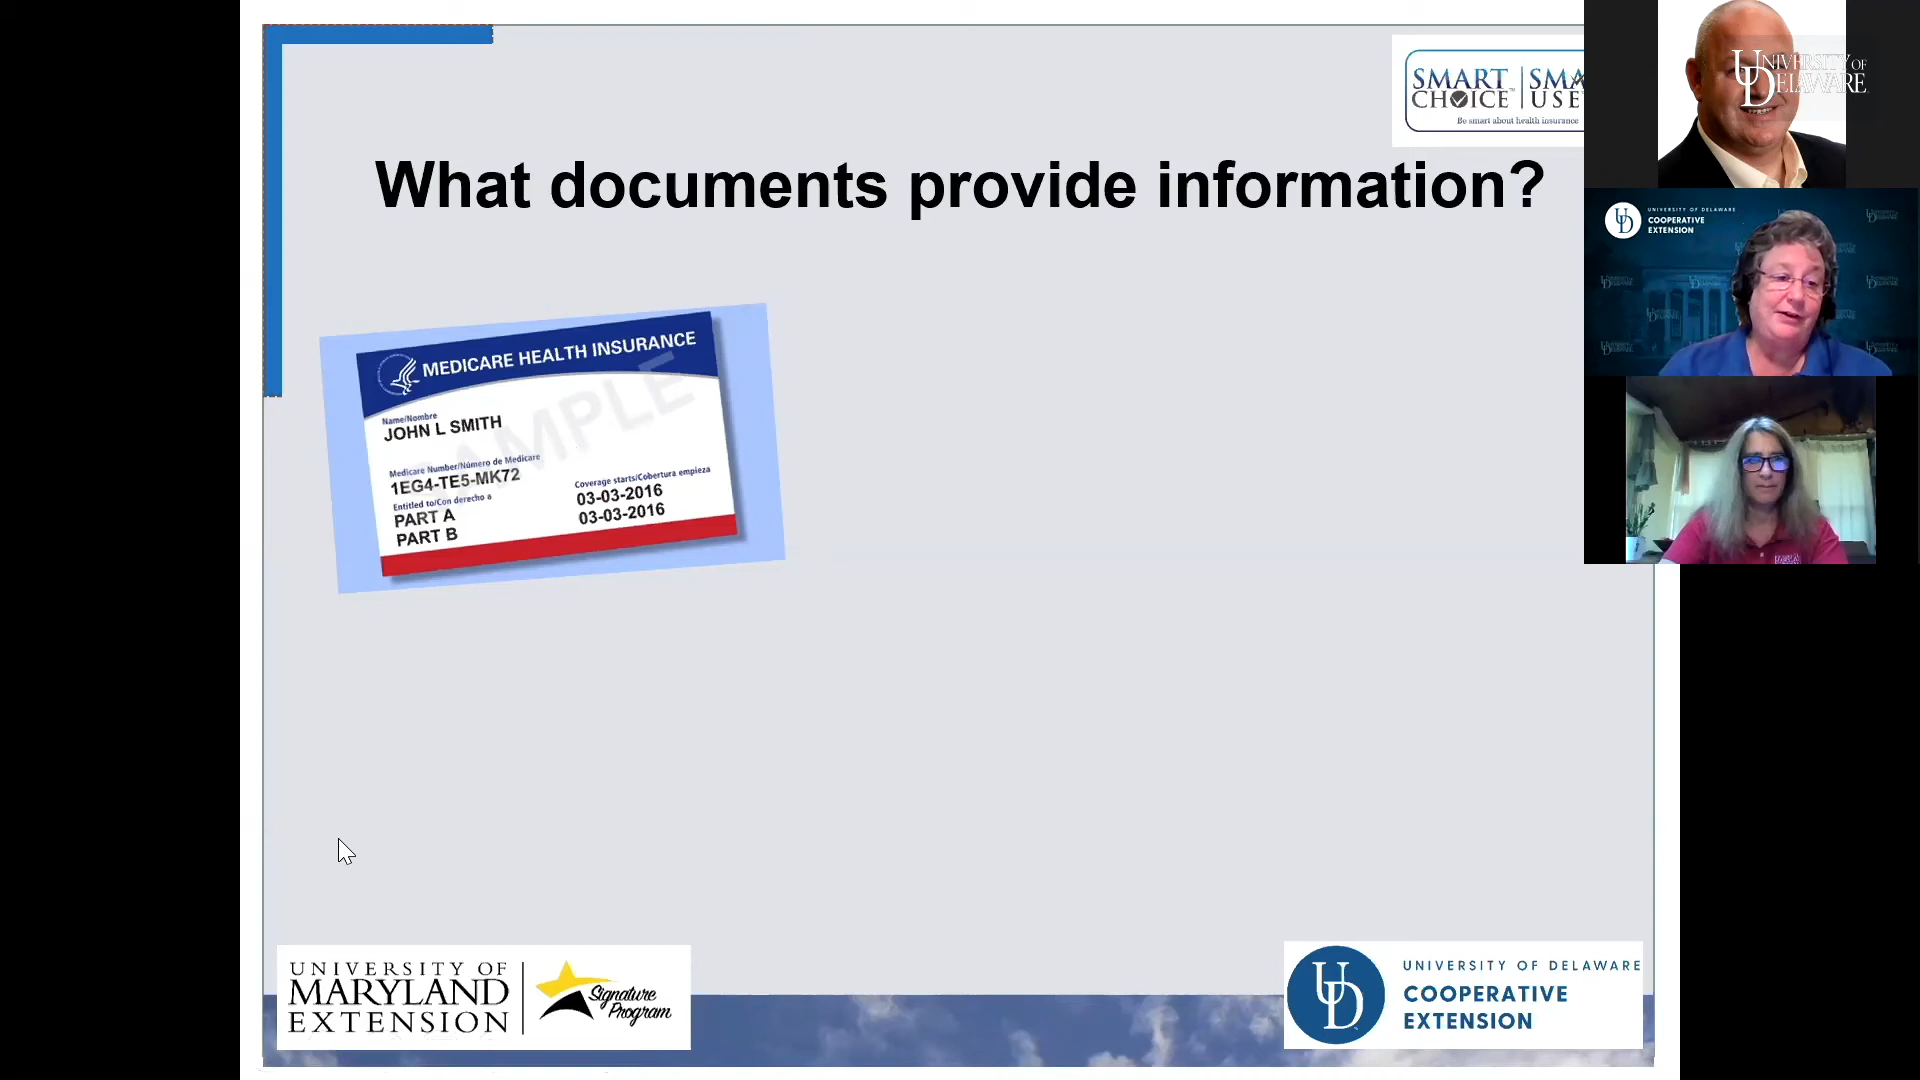 SMART
CHOICE™
SMA
USE
Be smart about health insurance
UNIVERSITY OF
DELAWARE
What documents provide information?
UNIVERSITY OF DELAWARE
COOPERATIVE
EXTENSION
MEDICARE HEALTH INSURANCE
SAMPLE
Name/Nombre
JOHN L SMITH
Medicare Number/Número de Medicare
1EG4-TE5-MK72
Entitled to/Con derecho a
PART A
PART B
Coverage starts/Cobertura empieza
03-03-2016
03-03-2016
UNIVERSITY OF
MARYLAND
EXTENSION
Signature
Program
UD
UNIVERSITY OF DELAWARE
COOPERATIVE
EXTENSION